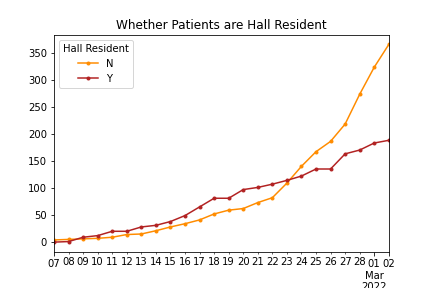 Whether Patients are Hall Resident
Hall Resident
N
Y
350
300
250
200
150
100
50
0
07 08 09 10 11 12 13 14 15 16 17 18 19 20 21 22 23 24 25 26 27 28 01 02
Mar
2022